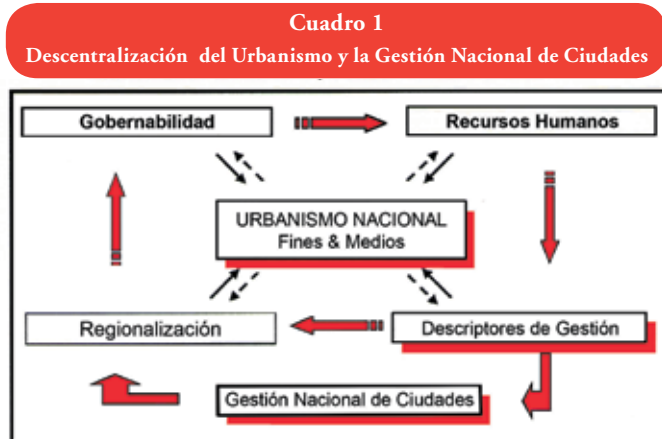 Cuadro 1
Descentralización del Urbanismo y la Gestión Nacional de Ciudades
Gobernabilidad
Recursos Humanos
URBANISMO NACIONAL
Fines & Medios
Regionalización
Descriptores de Gestión
Gestión Nacional de Ciudades